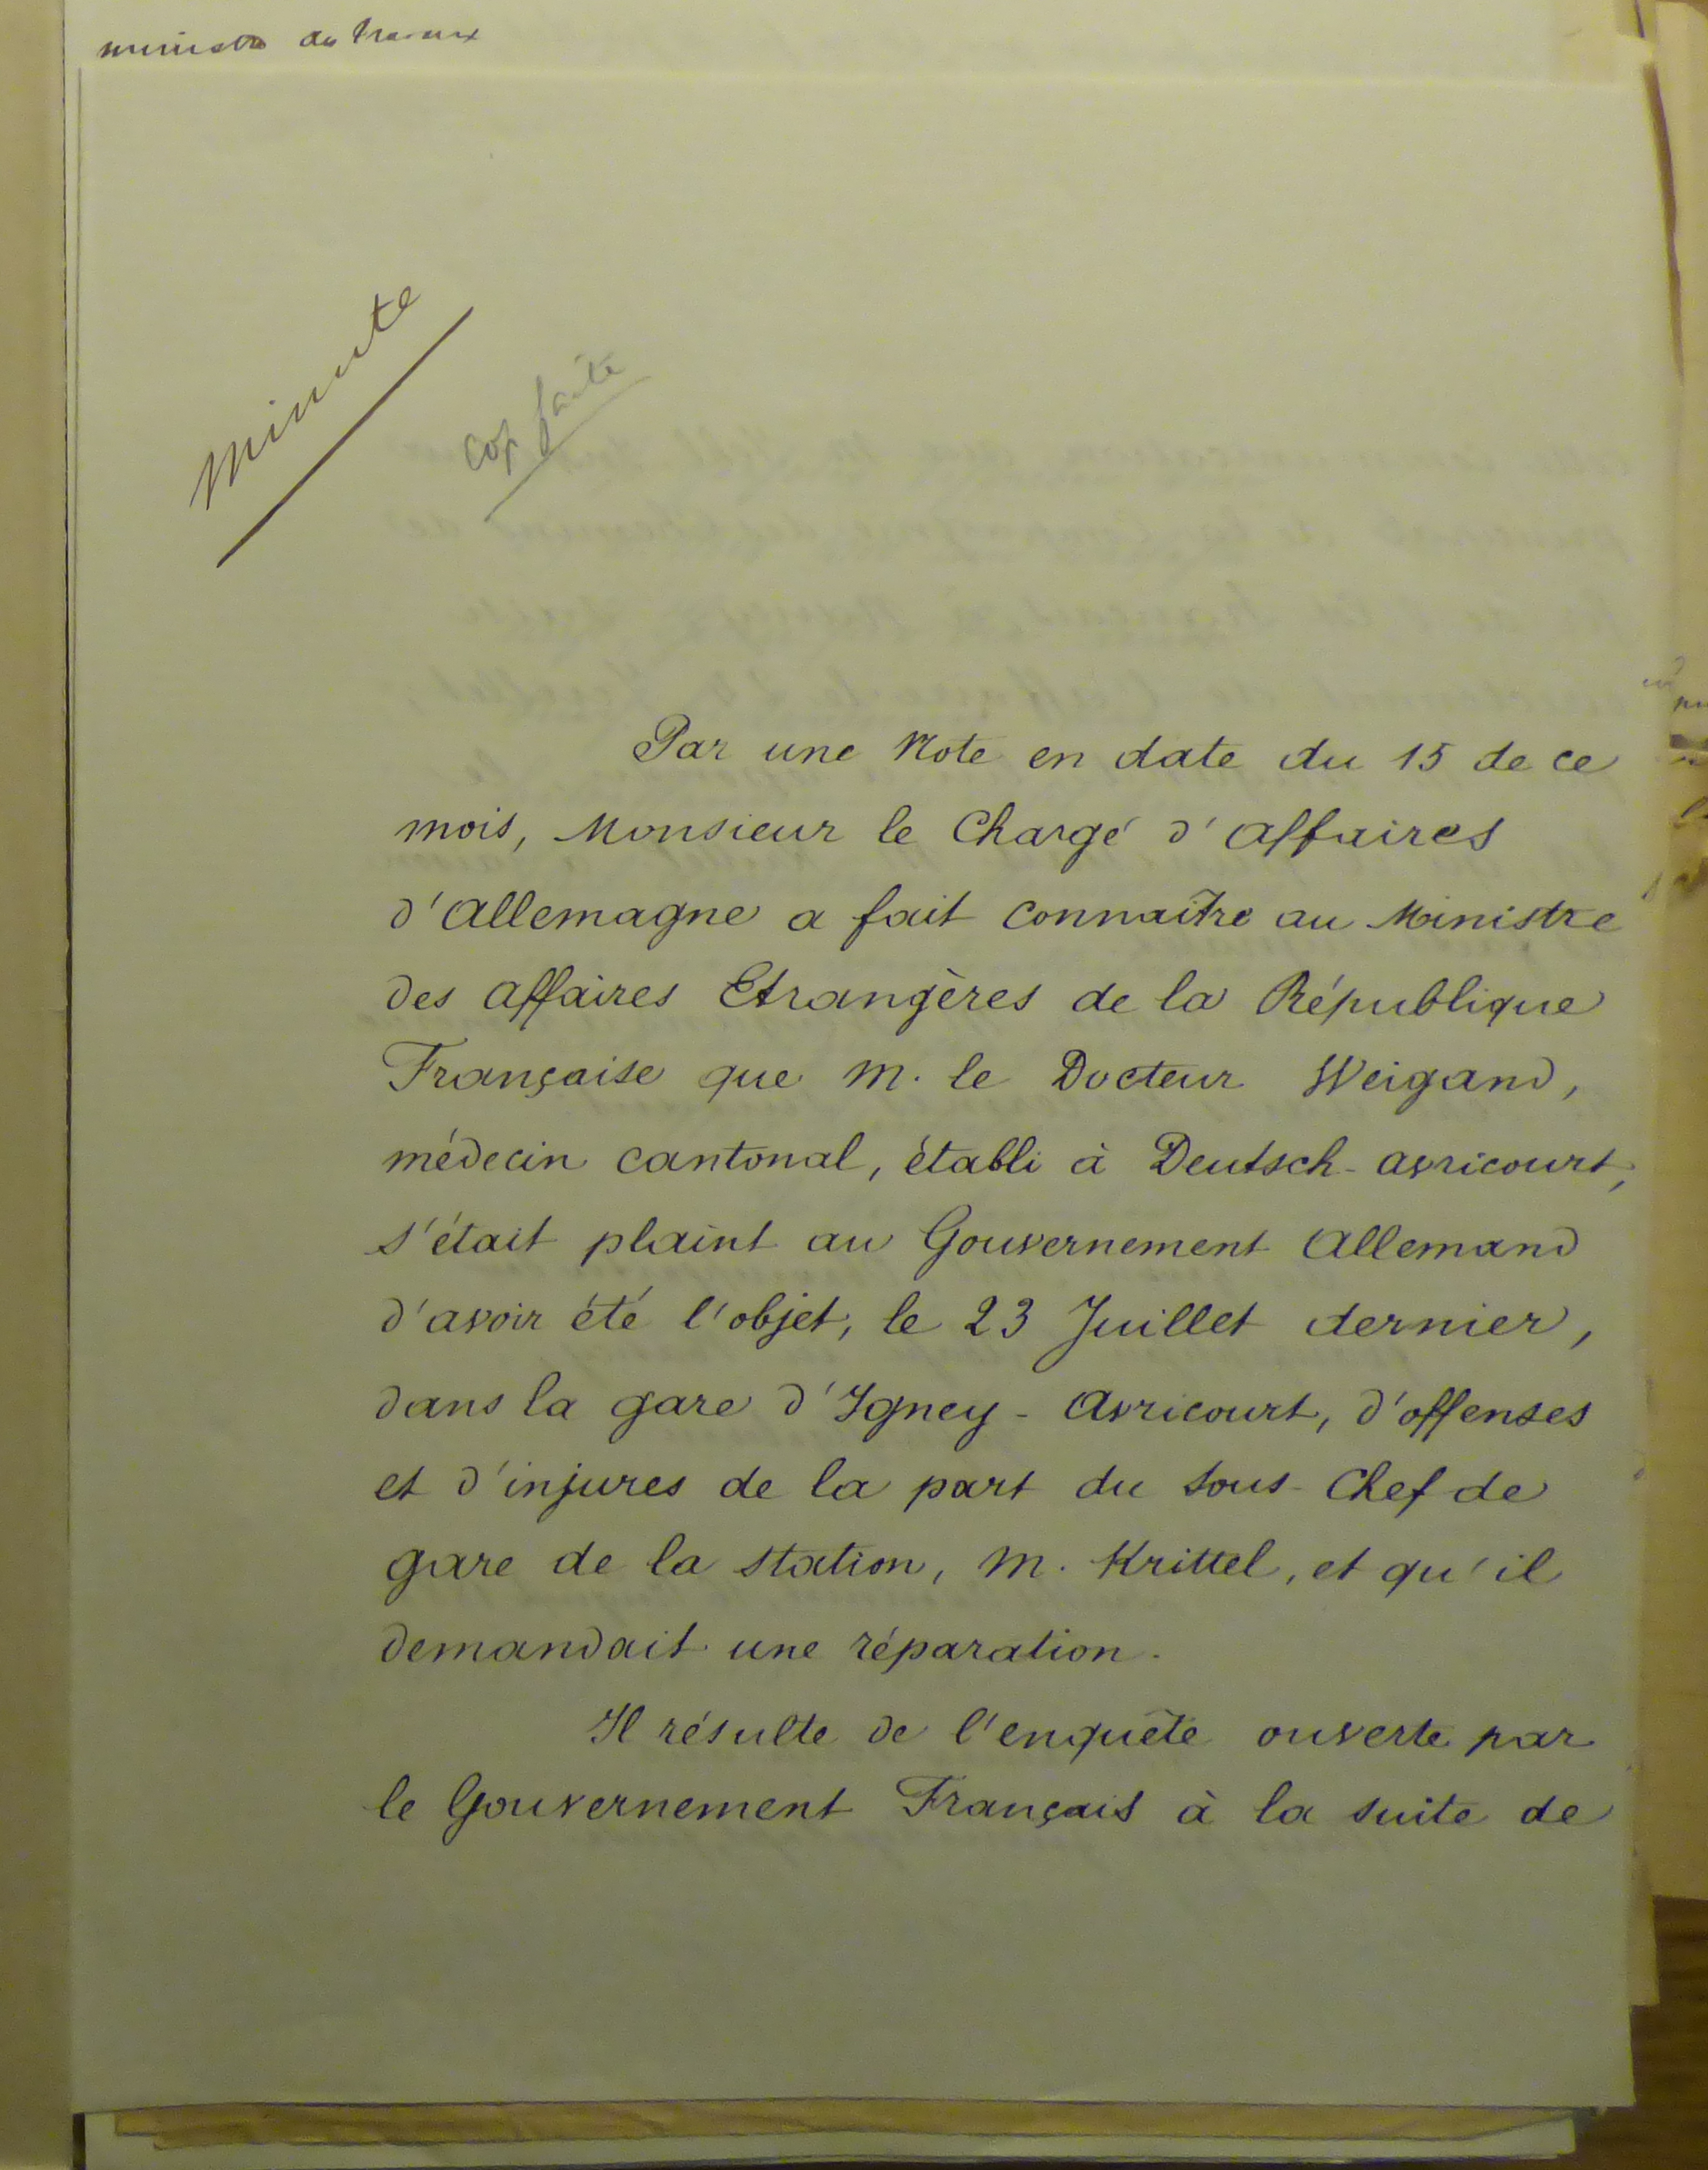 ministre des travaux
minute
cop faite
Par une Note en date du 15 de ce
mois, Monsieur le Chargé d'affaires
d'allemagne a fait connaître au Ministre
des affaires Etrangères de la République
Française que M. le Docteur Weigand,
médecin cantonal, établi à Deutsch-avricourt,
s'était plaint au Gouvernement allemand
d'avoir été l'objet, le 23 Juillet dernier,
dans la gare d'Igney-avricourt, d'offenses
et d'injures de la part du Sous-Chef de
gare de la station, M. Krittel, et qu'il
demandait une réparation.
Il résulte de l'enquête ouverte par
le Gouvernement Français à la suite de